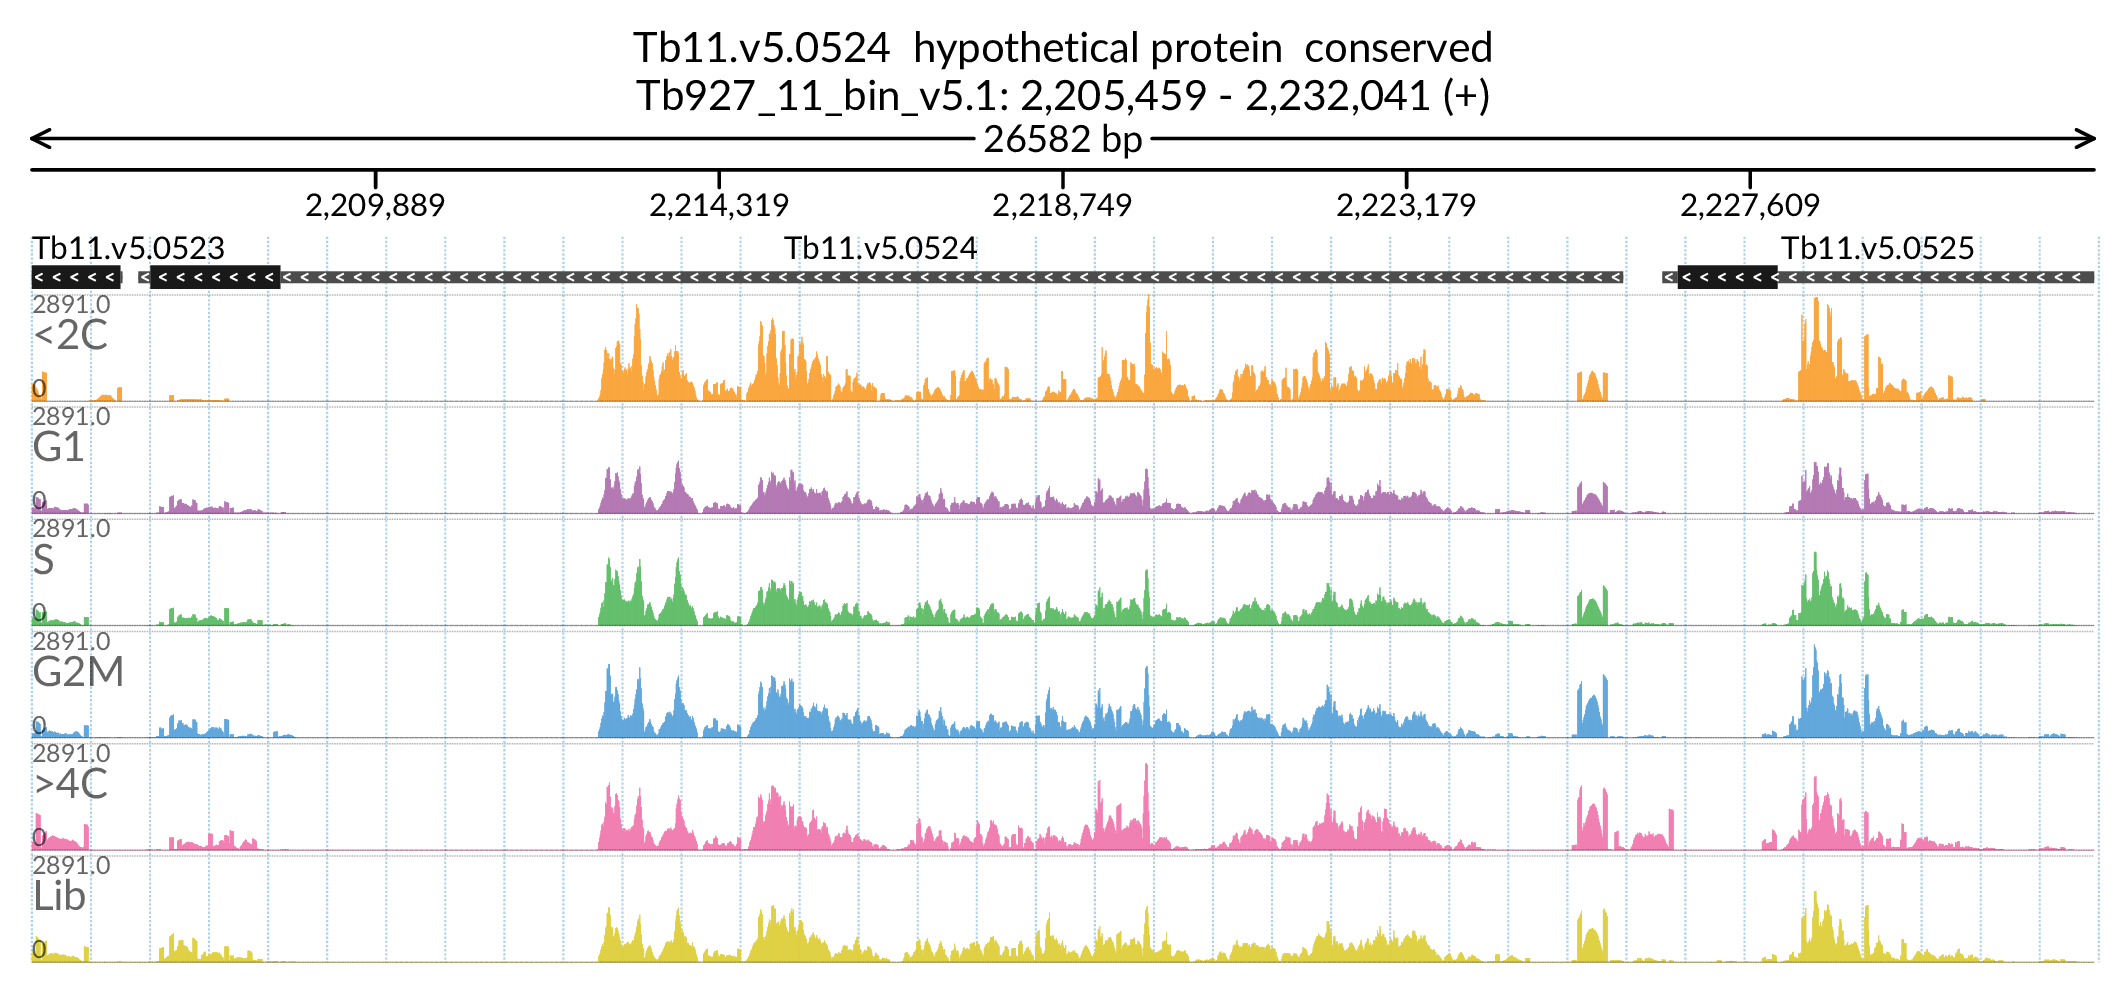 Tb11.v5.0524 hypothetical protein conserved
Tb927_11_bin_v5.1: 2,205,459 - 2,232,041 (+)
26582 bp
2,209,889 2,214,319 2,218,749 2,223,179 2,227,609
Tb11.v5.0523 Tb11.v5.0524 Tb11.v5.0525
2891.0
<2C
0
2891.0
G1
0
2891.0
S
0
2891.0
G2M
0
2891.0
>4C
0
2891.0
Lib
0